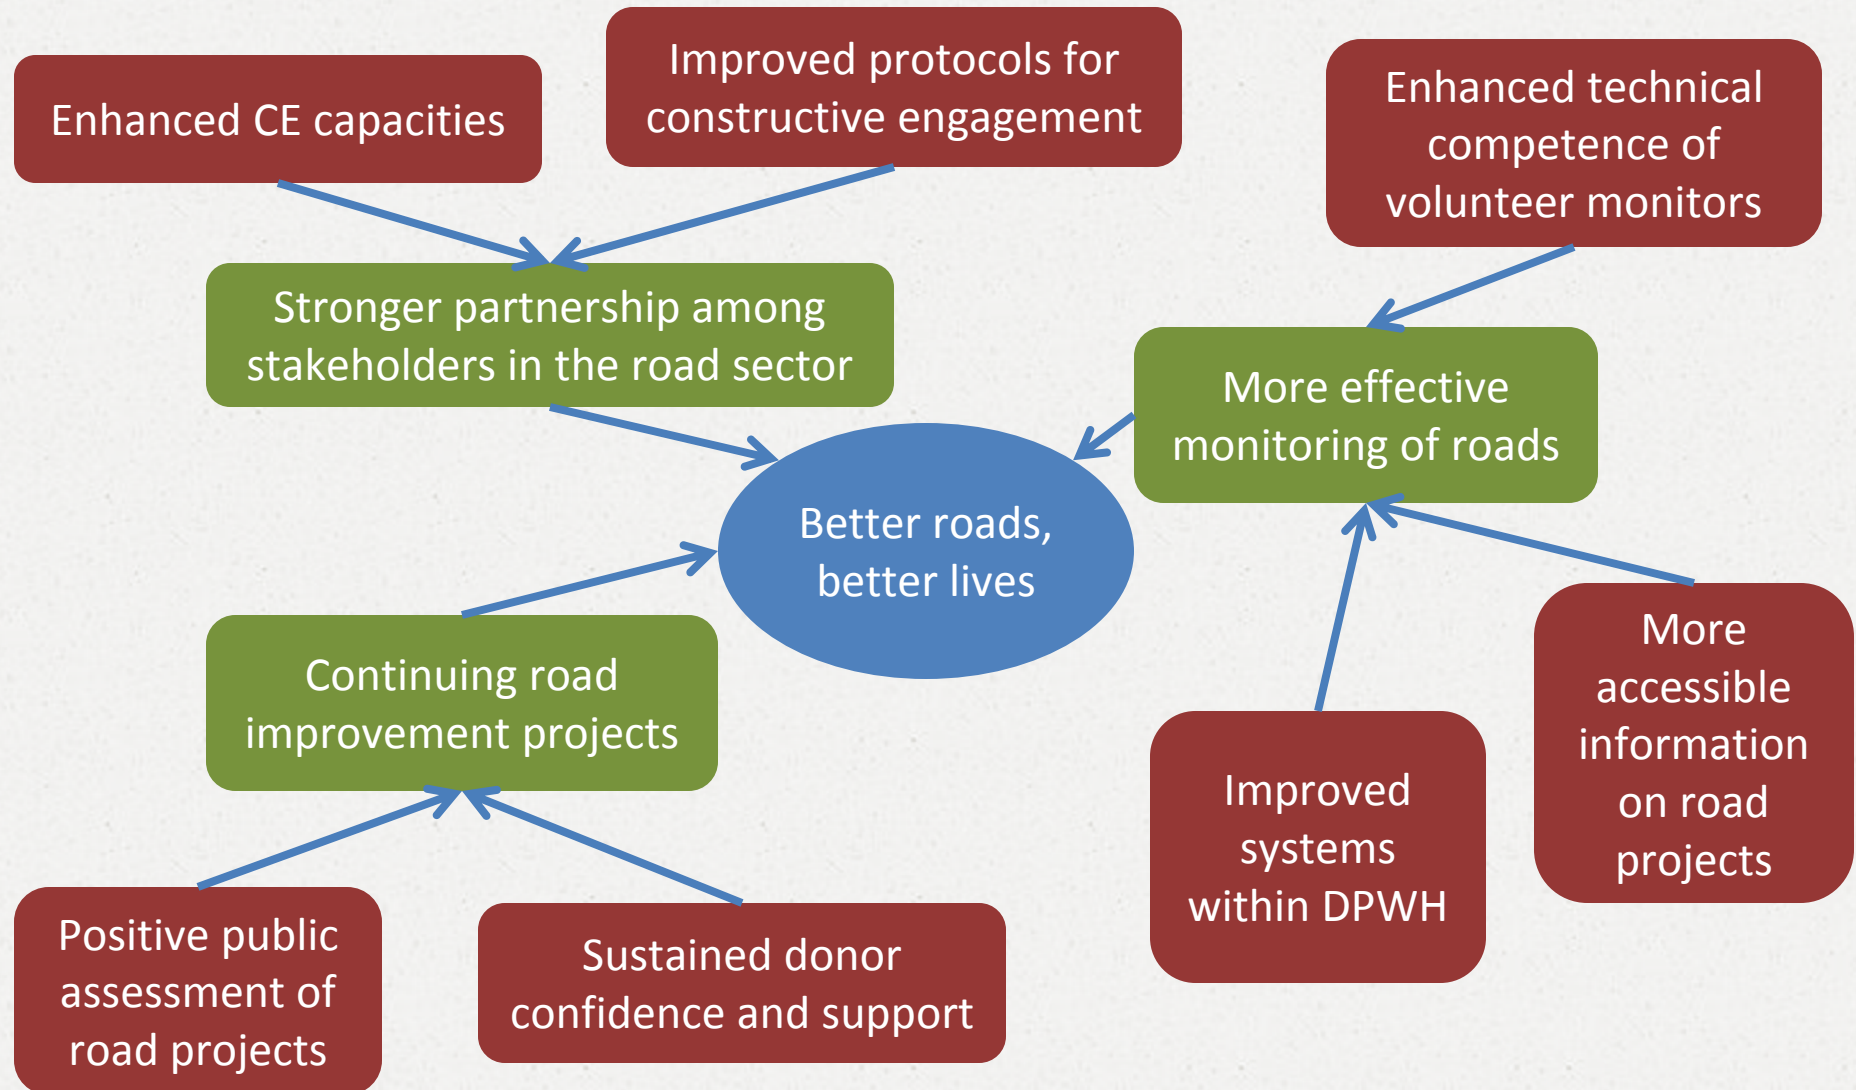 Enhanced CE capacities
Improved protocols for
constructive engagement
Enhanced technical
competence of
volunteer monitors
Stronger partnership among
stakeholders in the road sector
More effective
monitoring of roads
Better roads,
better lives
Continuing road
improvement projects
More
accessible
information
on road
projects
Improved
systems
within DPWH
Positive public
assessment of
road projects
Sustained donor
confidence and support